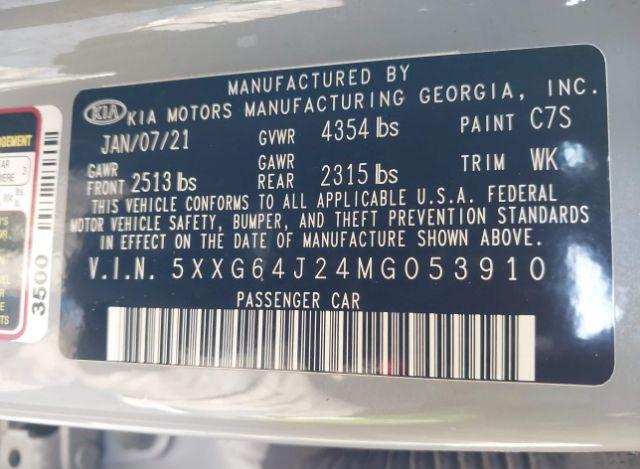 MANUFACTURED BY
KIA KIA MOTORS MANUFACTURING GEORGIA, INC.
JAN/07/21 GVWR 4354 lbs PAINT C7S
GAWR FRONT 2513 lbs GAWR REAR 2315 lbs TRIM WK
THIS VEHICLE CONFORMS TO ALL APPLICABLE U.S.A. FEDERAL
MOTOR VEHICLE SAFETY, BUMPER, AND THEFT PREVENTION STANDARDS
IN EFFECT ON THE DATE OF MANUFACTURE SHOWN ABOVE.
V.I.N. 5XXG64J24MG053910
PASSENGER CAR
3500